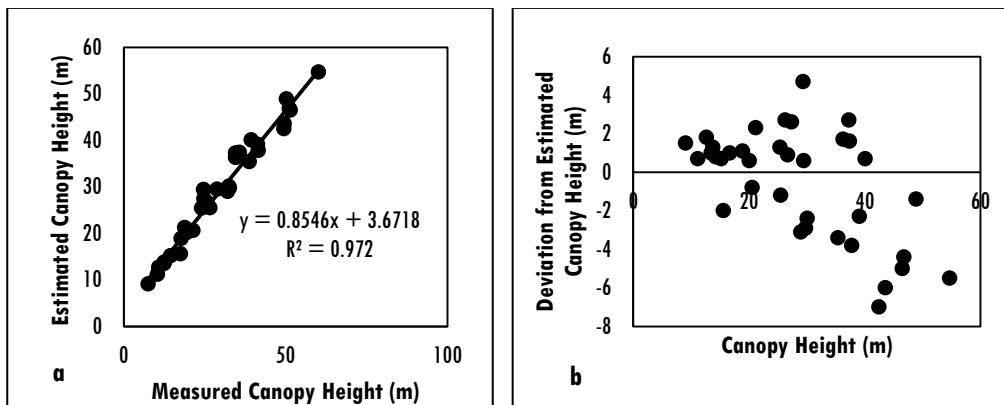 60
50
40
30
20
10
0
0
50
100
Estimated Canopy Height (m)
Measured Canopy Height (m)
y = 0.8546x + 3.6718
R² = 0.972
a
6
4
2
0
-2
-4
-6
-8
0
20
40
60
Deviation from Estimated
Canopy Height (m)
Canopy Height (m)
b